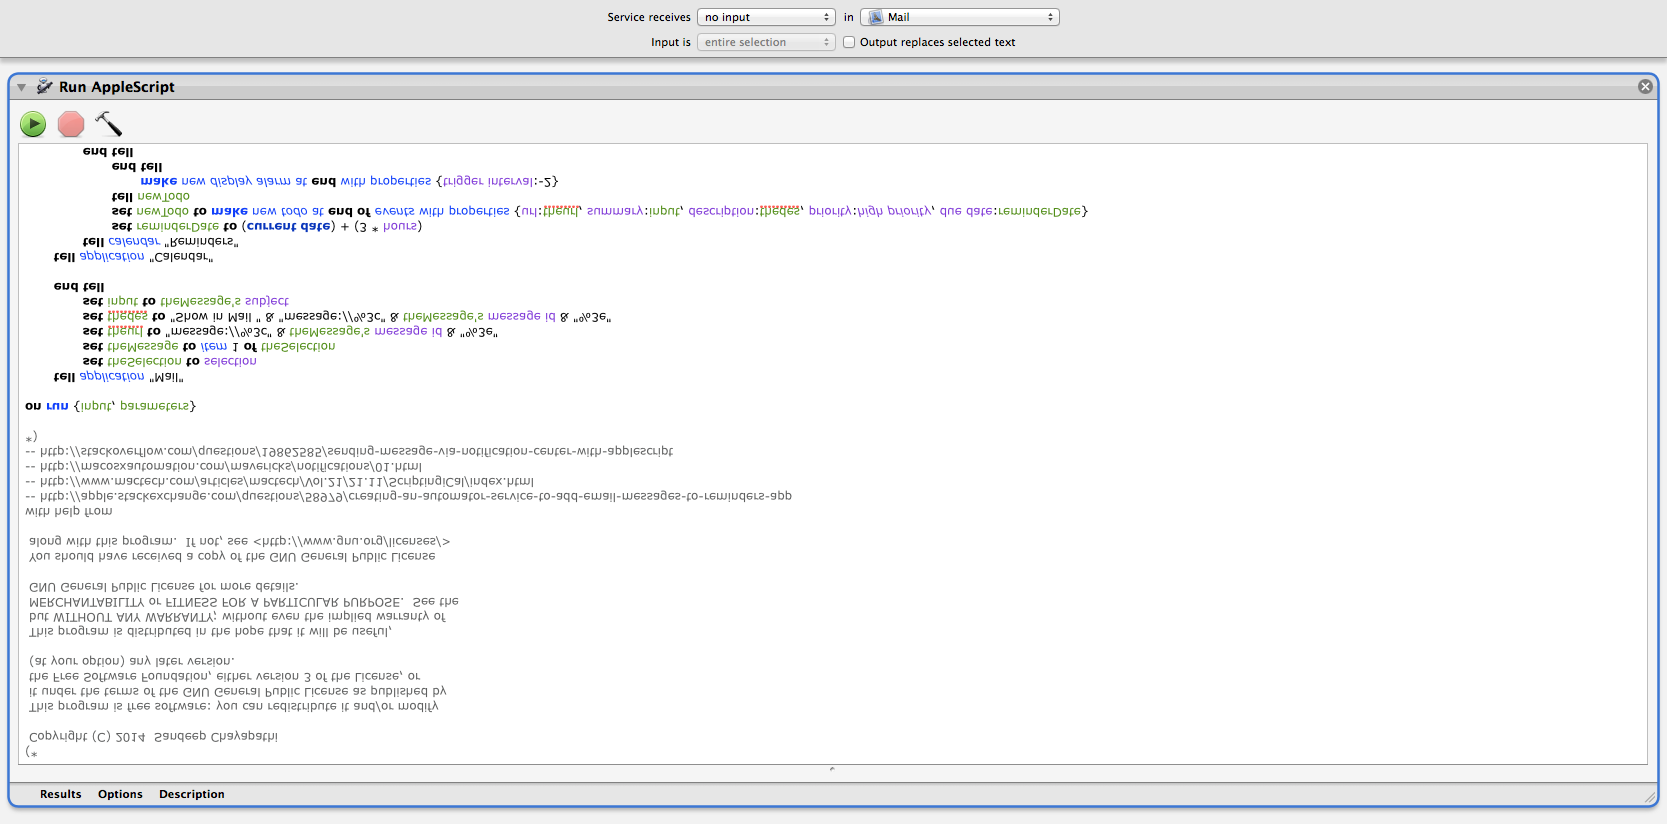 Service receives no input in Mail
Input is entire selection Output replaces selected text
Run AppleScript
(*
Copyright (C) 2014  Sandeep Chayapathi
This program is free software: you can redistribute it and/or modify
it under the terms of the GNU General Public License as published by
the Free Software Foundation, either version 3 of the License, or
(at your option) any later version.
This program is distributed in the hope that it will be useful,
but WITHOUT ANY WARRANTY; without even the implied warranty of
MERCHANTABILITY or FITNESS FOR A PARTICULAR PURPOSE.  See the
GNU General Public License for more details.
You should have received a copy of the GNU General Public License
along with this program.  If not, see <http://www.gnu.org/licenses/>
with help from
-- http://apple.stackexchange.com/questions/58979/creating-an-automator-service-to-add-email-messages-to-reminders-app
-- http://www.mactech.com/articles/mactech/Vol.21/21.11/ScriptingiCal/index.html
-- http://macosxautomation.com/mavericks/notifications/01.html
-- http://stackoverflow.com/questions/19862585/sending-message-via-notification-center-with-applescript
*)
on run {input, parameters}
tell application "Mail"
set theSelection to selection
set theMessage to item 1 of theSelection
set theurl to "message://%3c" & theMessage's message id & "%3e"
set thedes to "Show in Mail " & "message://%3c" & theMessage's message id & "%3e"
set input to theMessage's subject
end tell
tell application "Calendar"
tell calendar "Reminders"
set reminderDate to (current date) + (3 * hours)
set newTodo to make new todo at end of events with properties {url:theurl, summary:input, description:thedes, priority:high priority, due date:reminderDate}
tell newTodo
make new display alarm at end with properties {trigger interval:-2}
end tell
end tell
Results Options Description